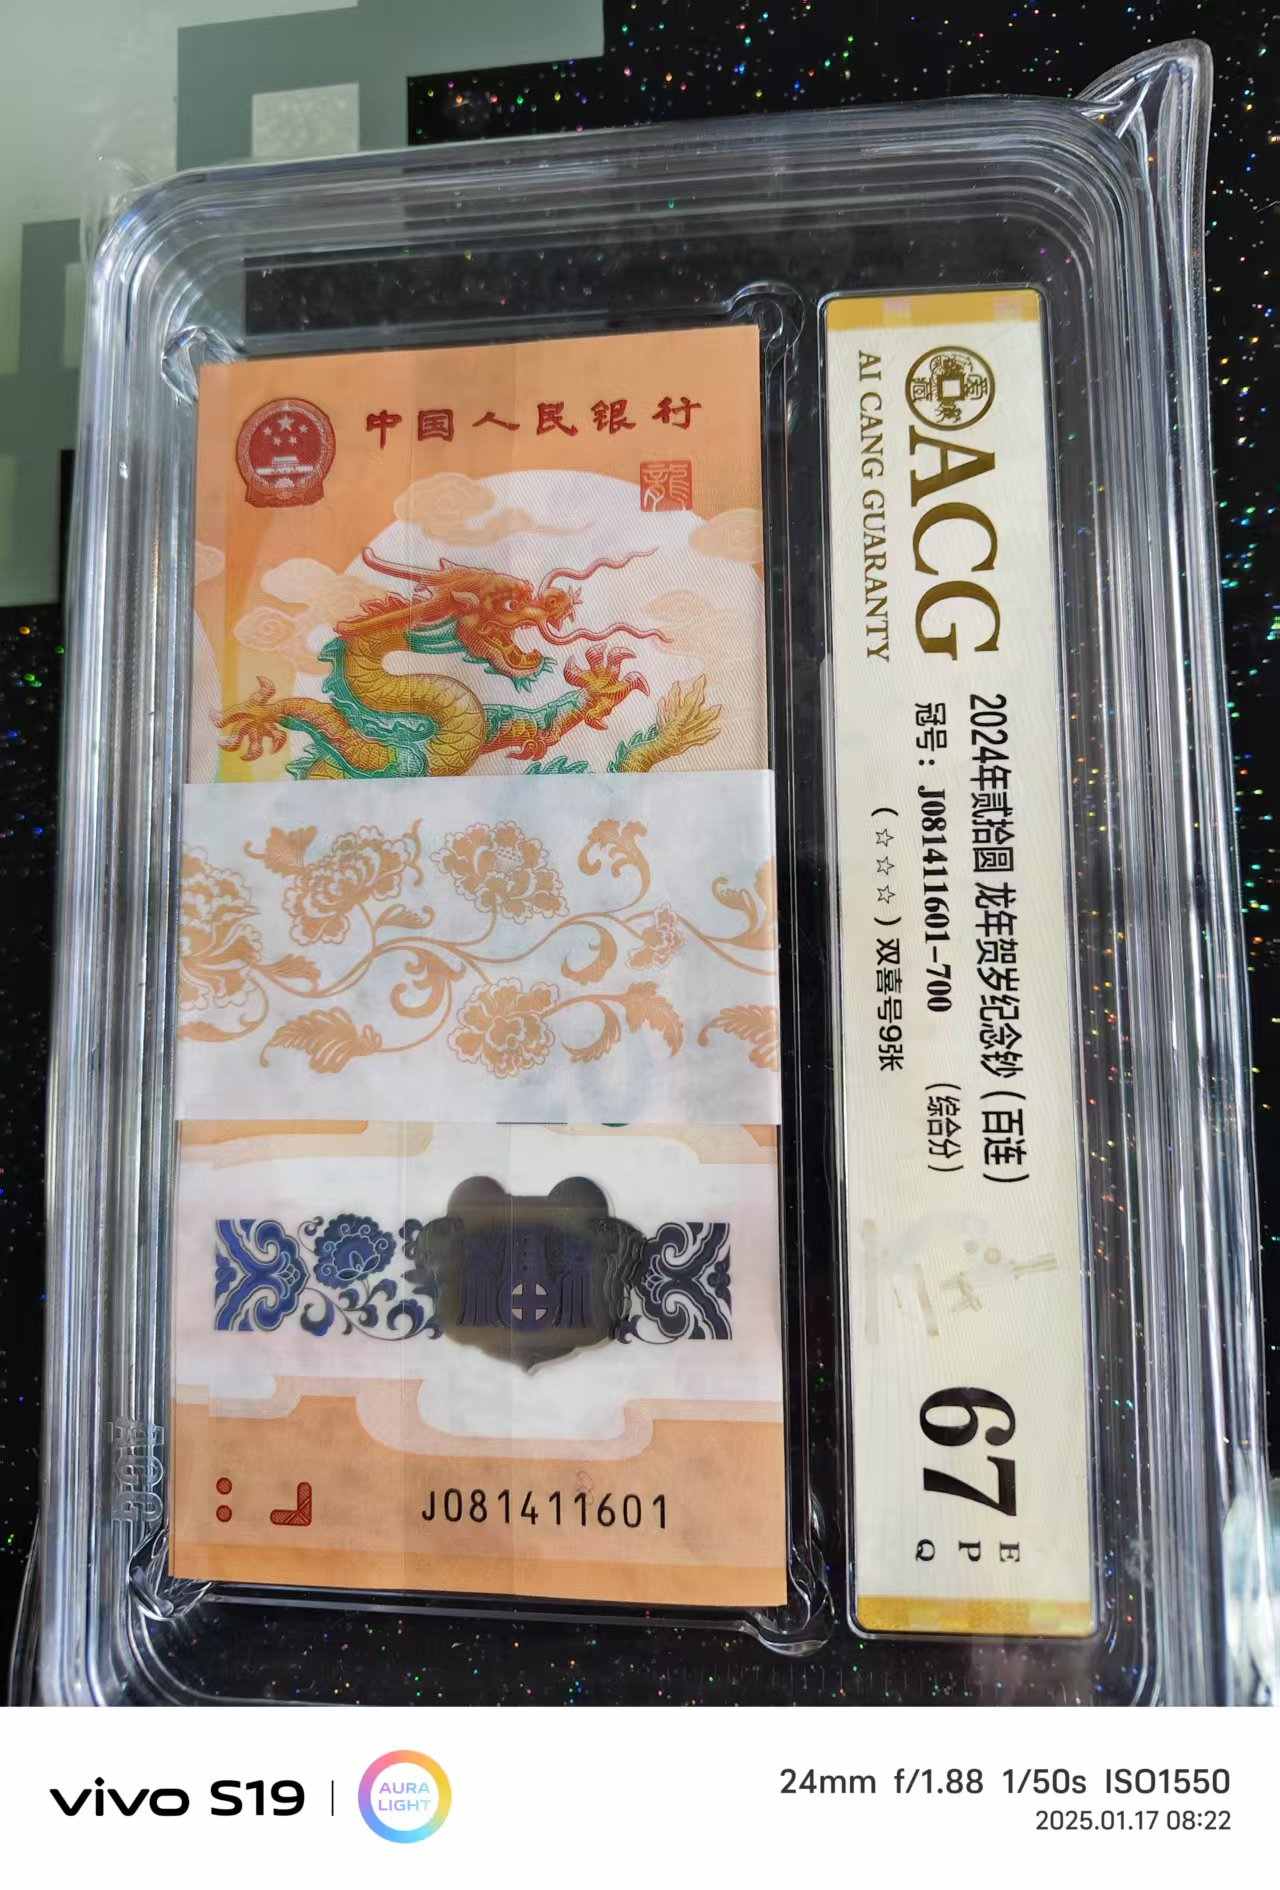 中国人民银行
龍
J081411601
ACG
AI CANG GUARANTY
2024年贰拾圆 龙年贺岁纪念钞（百连）
冠号：J081411601-700 （综合分）
（☆☆☆☆）双喜号9张
67
E
P
Q
vivo S19
AURA LIGHT
24mm f/1.88 1/50s ISO1550
2025.01.17 08:22